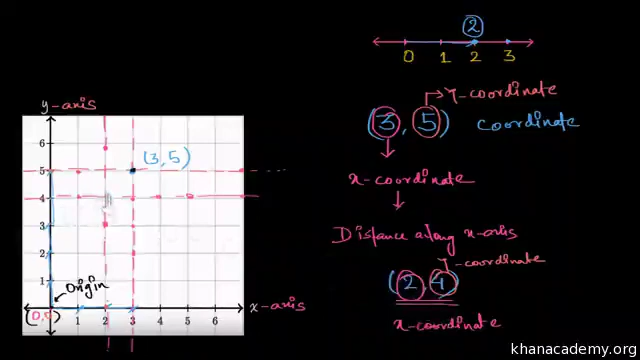 2
0 1 2 3
y-axis
Y-coordinate
(3, 5) coordinate
(3,5)
x-coordinate
Distance along x-axis
Y-coordinate
(2, 4)
x-coordinate
6
5
4
3
2
1
Origin
(0,0)
1 2 3 4 5 6
x-axis
khanacademy.org